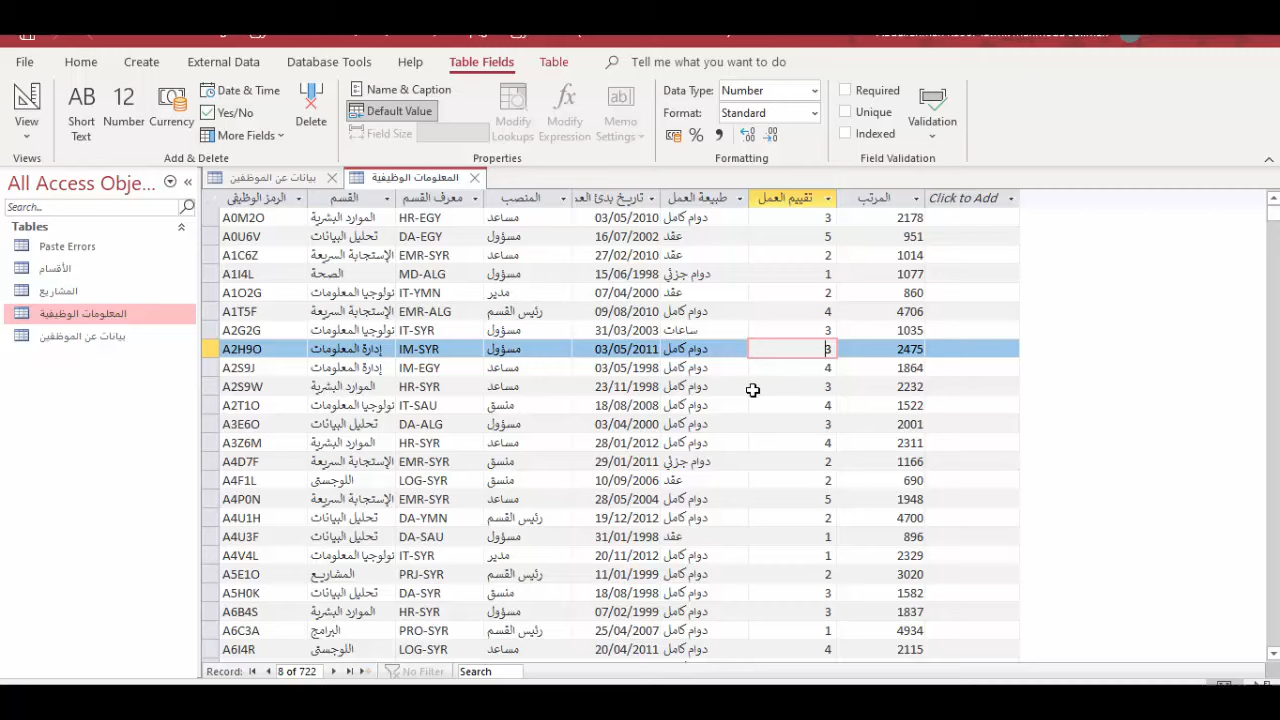 File Home Create External Data Database Tools Help Table Fields Table Tell me what you want to do
View
AB Short Text
12 Number
Currency
Date & Time
Yes/No
More Fields
Delete
Name & Caption
Default Value
Field Size
Modify Lookups
fx Modify Expression
ab Memo Settings
Data Type: Number
Format: Standard
Required
Unique
Indexed
Validation
Views Add & Delete Properties Formatting Field Validation
All Access Obje...
Search...
Tables
Paste Errors
الأقسام
المشاريع
المعلومات الوظيفية
بيانات عن الموظفين
بيانات عن الموظفين المعلومات الوظيفية
الرمز الوظيفي القسم معرف القسم المنصب تاريخ بدئ العم طبيعة العمل تقييم العمل المرتب Click to Add
A0M2O الموارد البشرية HR-EGY مساعد 03/05/2010 دوام كامل 3 2178
A0U6V تحليل البيانات DA-EGY مسؤول 16/07/2002 عقد 5 951
A1C6Z الإستجابة السريعة EMR-SYR مساعد 27/02/2010 عقد 2 1014
A1I4L الصحة MD-ALG مسؤول 15/06/1998 دوام جزئي 1 1077
A1O2G نولوجيا المعلومات IT-YMN مدير 07/04/2000 عقد 2 860
A1T5F الإستجابة السريعة EMR-ALG رئيس القسم 09/08/2010 دوام كامل 4 4706
A2G2G نولوجيا المعلومات IT-SYR مسؤول 31/03/2003 ساعات 3 1035
A2H9O إدارة المعلومات IM-SYR مسؤول 03/05/2011 دوام كامل 3 2475
A2S9J إدارة المعلومات IM-EGY مساعد 03/05/1998 دوام كامل 4 1864
A2S9W الموارد البشرية HR-SYR مساعد 23/11/1998 دوام كامل 3 2232
A2T1O نولوجيا المعلومات IT-SAU منسق 18/08/2008 دوام كامل 4 1522
A3E6O تحليل البيانات DA-ALG مسؤول 03/04/2000 دوام كامل 3 2001
A3Z6M الموارد البشرية HR-SYR مساعد 28/01/2012 دوام كامل 4 2311
A4D7F الإستجابة السريعة EMR-SYR منسق 29/01/2011 دوام جزئي 2 1166
A4F1L اللوجستي LOG-SYR منسق 10/09/2006 عقد 2 690
A4P0N الإستجابة السريعة EMR-SYR مساعد 28/05/2004 دوام كامل 5 1948
A4U1H تحليل البيانات DA-YMN رئيس القسم 19/12/2012 دوام كامل 2 4700
A4U3F تحليل البيانات DA-SAU مسؤول 31/01/1998 عقد 1 896
A4V4L نولوجيا المعلومات IT-SYR مدير 20/11/2012 دوام كامل 1 2329
A5E1O المشاريع PRJ-SYR رئيس القسم 11/01/1999 دوام كامل 2 3020
A5H0K تحليل البيانات DA-SYR منسق 18/08/1998 دوام كامل 3 1582
A6B4S الموارد البشرية HR-SYR مسؤول 07/02/1999 دوام كامل 3 1837
A6C3A البرامج PRO-SYR رئيس القسم 25/04/2007 دوام كامل 1 4934
A6I4R اللوجستي LOG-SYR مساعد 20/04/2011 دوام كامل 4 2115
Record: 8 of 722 No Filter Search